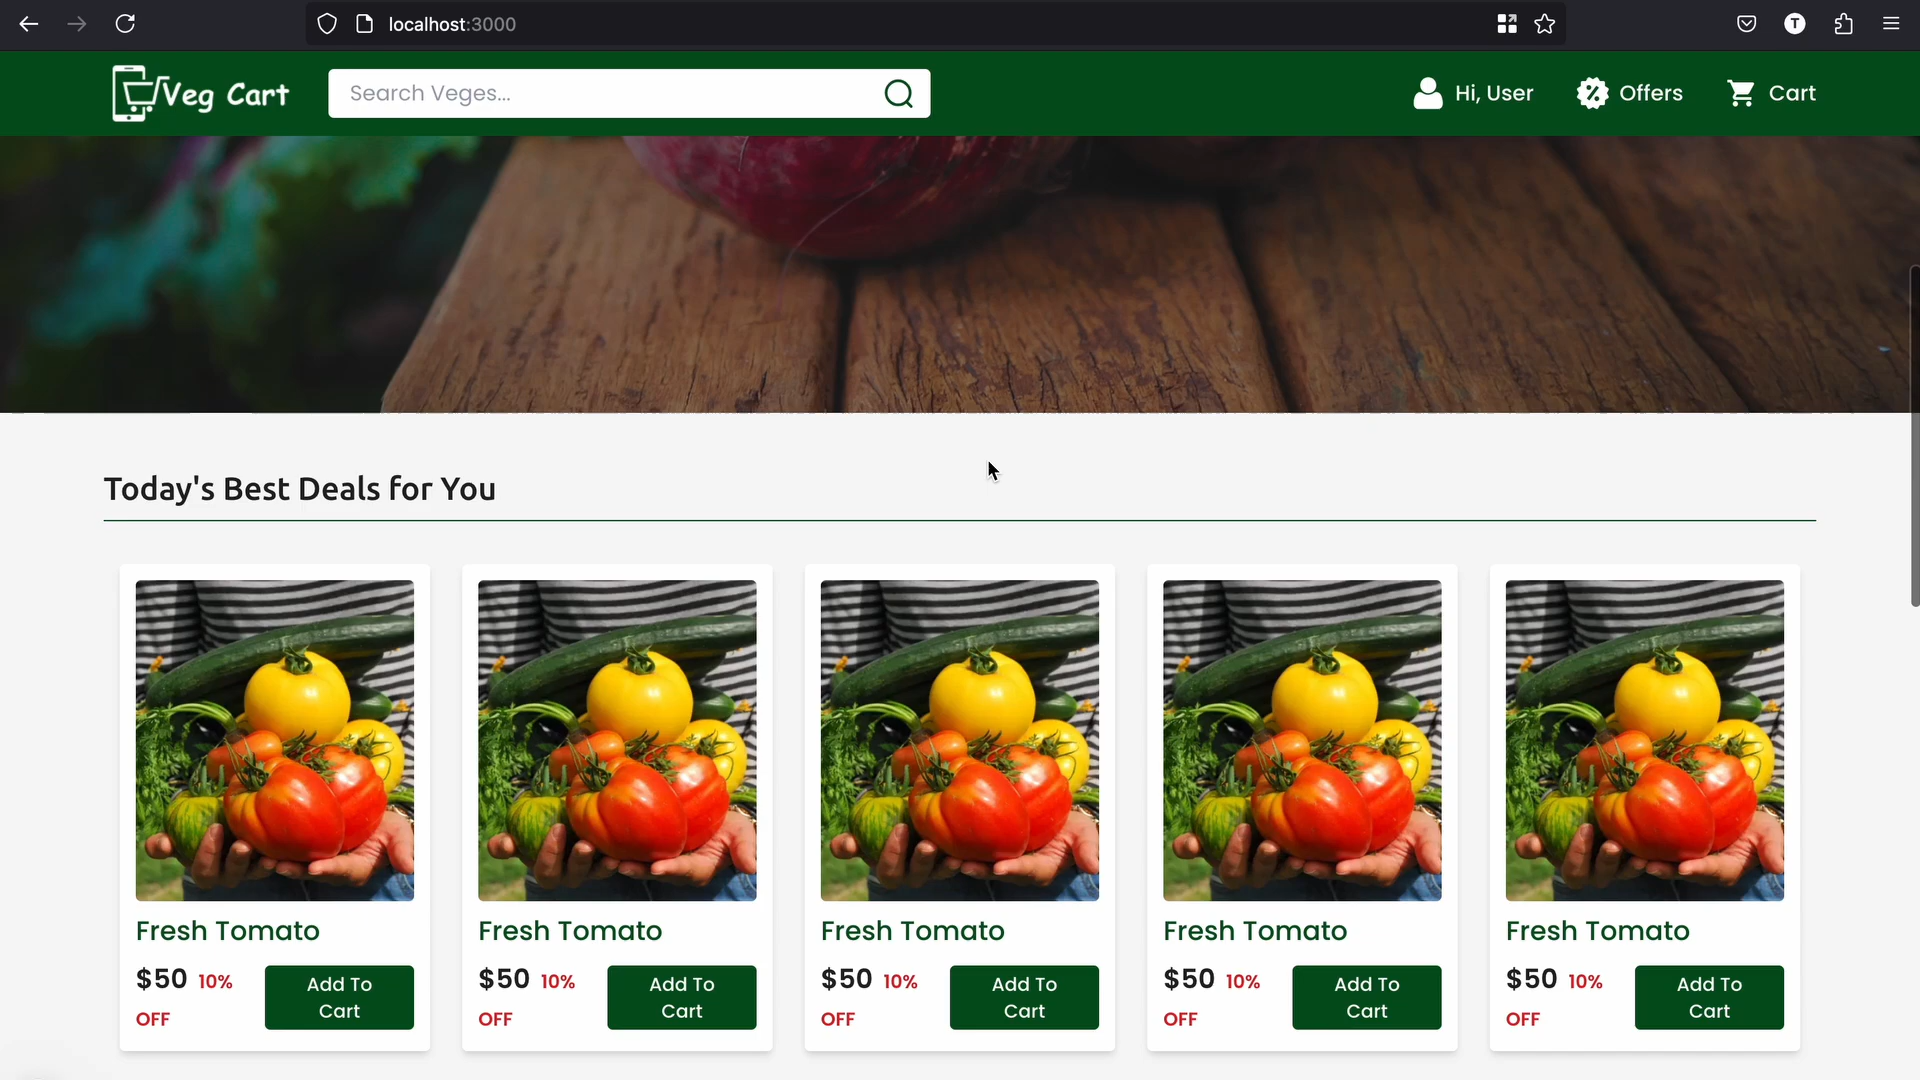 localhost:3000
T
Veg Cart
Search Veges...
Hi, User
Offers
Cart
Today's Best Deals for You
Fresh Tomato
$50 10%
OFF
Add To
Cart
Fresh Tomato
$50 10%
OFF
Add To
Cart
Fresh Tomato
$50 10%
OFF
Add To
Cart
Fresh Tomato
$50 10%
OFF
Add To
Cart
Fresh Tomato
$50 10%
OFF
Add To
Cart